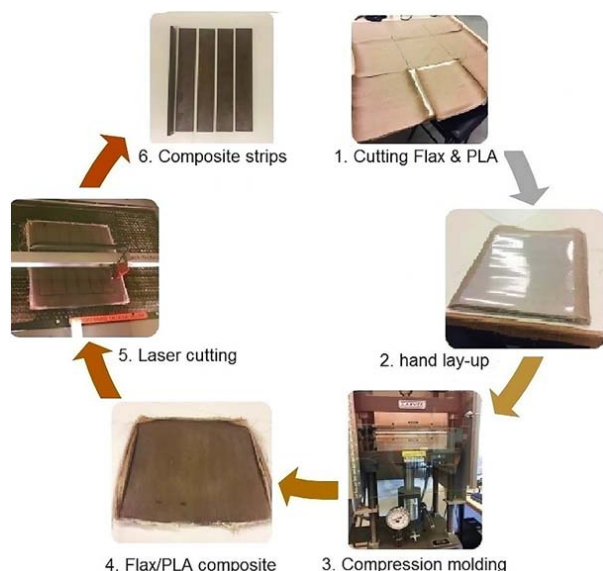 1. Cutting Flax & PLA
2. hand lay-up
3. Compression molding
4. Flax/PLA composite
5. Laser cutting
6. Composite strips